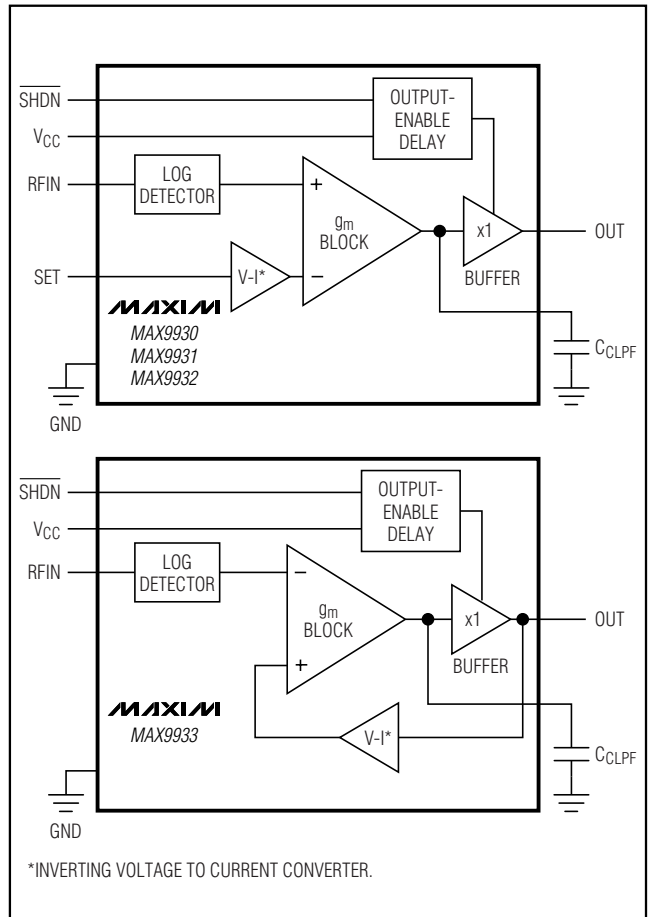 SHDN
OUTPUT-
ENABLE
DELAY
VCC
RFIN
LOG
DETECTOR
+
gm
BLOCK
–
x1
BUFFER
OUT
SET
V-I*
MAXIM
MAX9930
MAX9931
MAX9932
CCLPF
GND
SHDN
OUTPUT-
ENABLE
DELAY
VCC
RFIN
LOG
DETECTOR
–
gm
BLOCK
+
x1
BUFFER
OUT
MAXIM
MAX9933
V-I*
CCLPF
GND
*INVERTING VOLTAGE TO CURRENT CONVERTER.